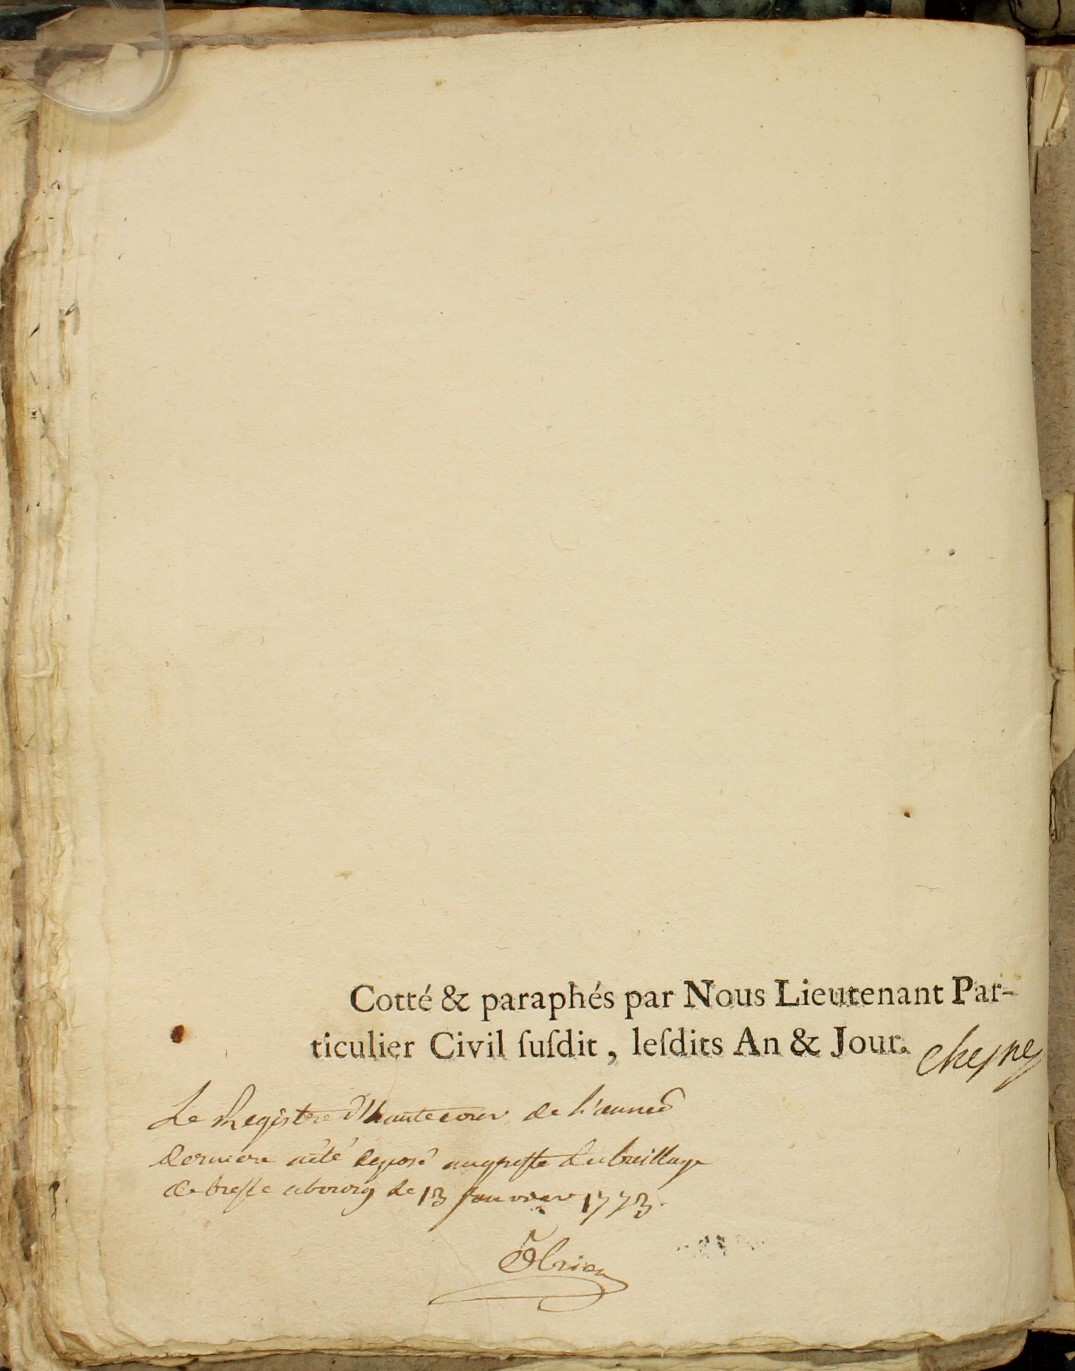 Cotté & paraphés par Nous Lieutenant Par-
ticulier Civil ſuſdit, leſdits An & Jour.
Le Registre d'hautecour de l'année
derniere a été deposé au greffe du bailliage
de bresse a bourg le 13 janvier 1773.